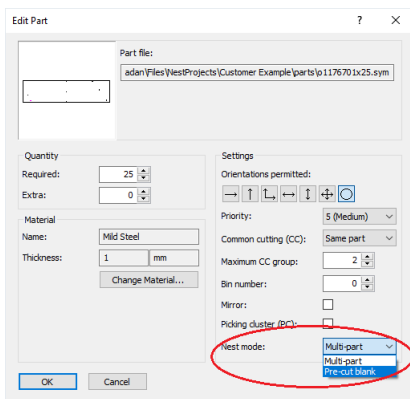 Edit Part ? X
Part file:
adan\Files\NestProjects\Customer Example\parts\p1176701x25.sym
Quantity
Required: 25
Extra: 0
Material
Name: Mild Steel
Thickness: 1 mm
Change Material...
Settings
Orientations permitted:
Priority: 5 (Medium)
Common cutting (CC): Same part
Maximum CC group: 2
Bin number: 0
Mirror:
Picking cluster (PC):
Nest mode: Multi-part
Multi-part
Pre-cut blank
OK Cancel